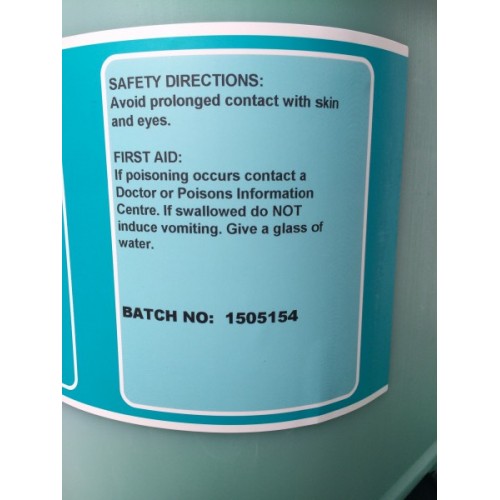 SAFETY DIRECTIONS:
Avoid prolonged contact with skin
and eyes.
FIRST AID:
If poisoning occurs contact a
Doctor or Poisons Information
Centre. If swallowed do NOT
induce vomiting. Give a glass of
water.
BATCH NO: 1505154